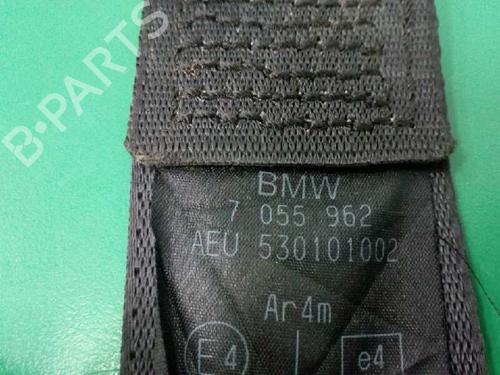 B-PARTS
BMW
7 055 962
AEU 530101002
Ar4m
E4 e4